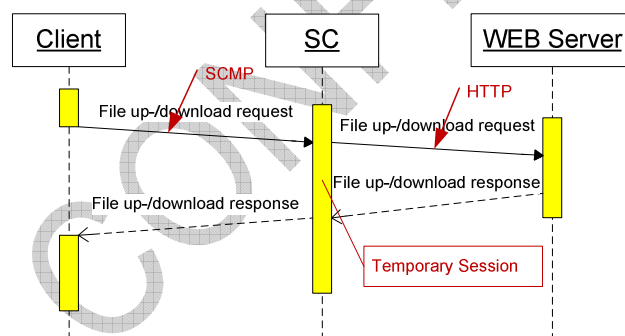 Client
SC
WEB Server
SCMP
HTTP
File up-/download request
File up-/download request
File up-/download response
File up-/download response
Temporary Session